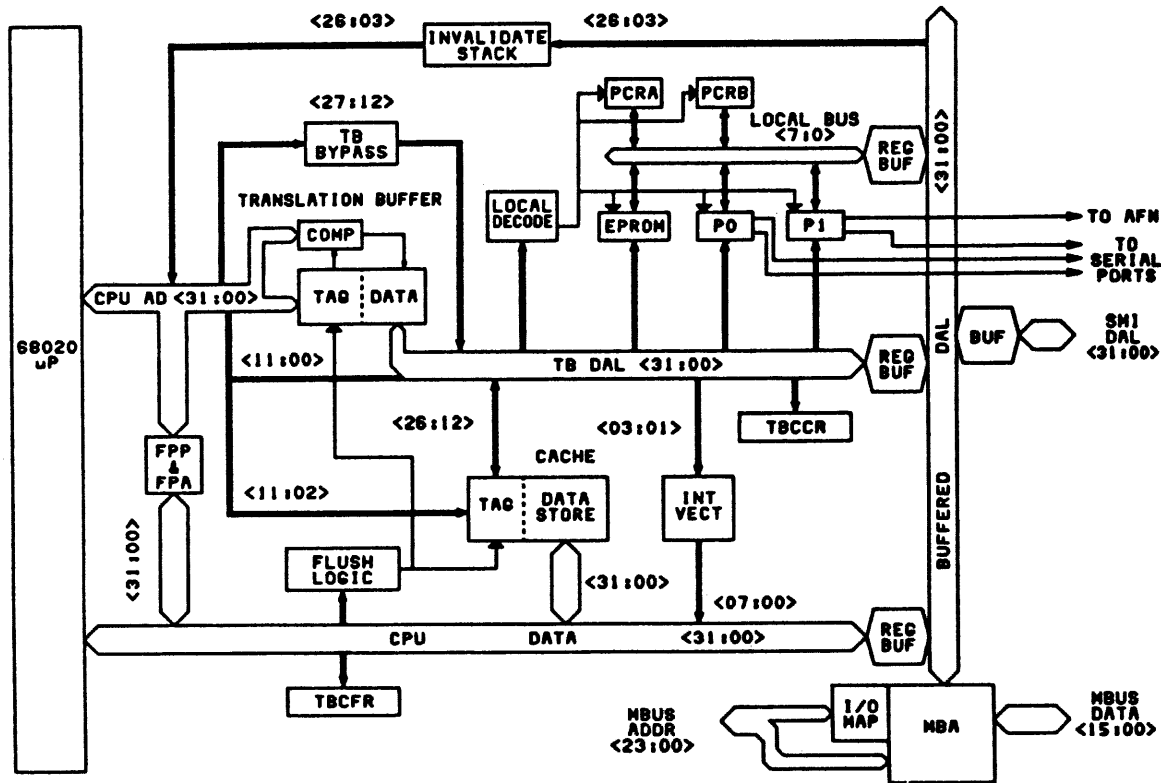 <26:03>
<26:03>
INVALIDATE
STACK
PCRA
PCRB
<27:12>
LOCAL BUS
<7:0>
TB
BYPASS
REG
BUF
<31:00>
TRANSLATION BUFFER
LOCAL
DECODE
COMP
EPROM
P0
P1
TO AFN
TO
SERIAL
PORTS
CPU AD <31:00>
TAG
DATA
68020
uP
<11:00>
TB DAL <31:00>
REG
BUF
DAL
BUF
SMI
DAL
<31:00>
<26:12>
<03:01>
TBCCR
FPP
&
FPA
CACHE
<11:02>
TAG
DATA
STORE
INT
VECT
<31:00>
BUFFERED
FLUSH
LOGIC
<31:00>
<07:00>
CPU DATA <31:00>
REG
BUF
TBCFR
MBUS
ADDR
<23:00>
I/O
MAP
MBA
MBUS
DATA
<15:00>